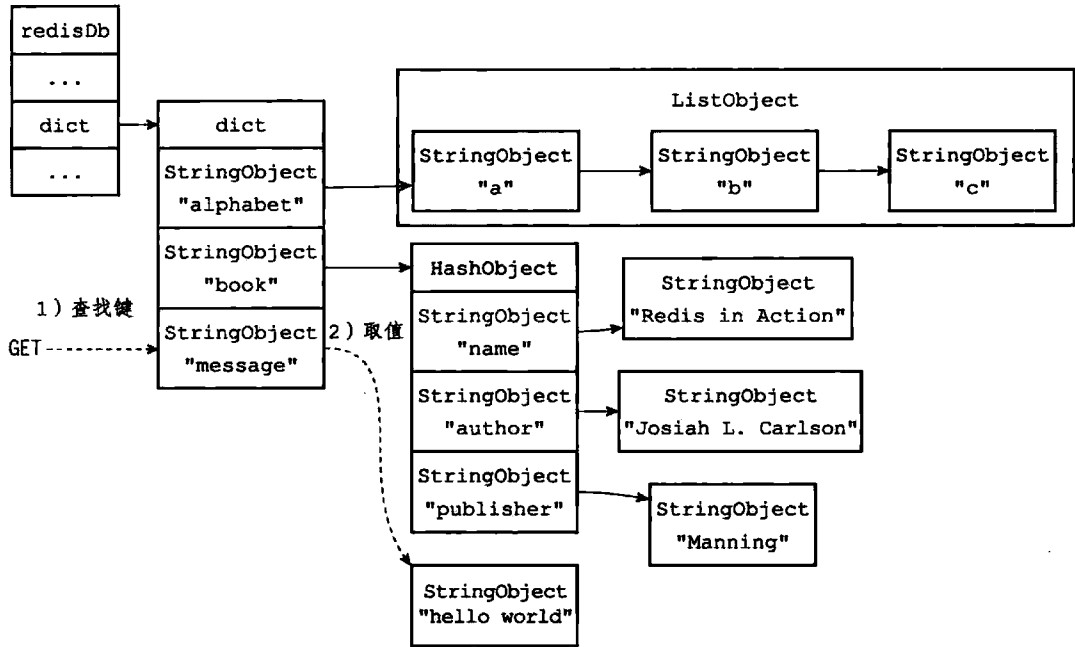 redisDb
...
dict
...
dict
StringObject
"alphabet"
StringObject
"book"
StringObject
"message"
1）查找键
GET
2）取值
ListObject
StringObject
"a"
StringObject
"b"
StringObject
"c"
HashObject
StringObject
"name"
StringObject
"author"
StringObject
"publisher"
StringObject
"Redis in Action"
StringObject
"Josiah L. Carlson"
StringObject
"Manning"
StringObject
"hello world"